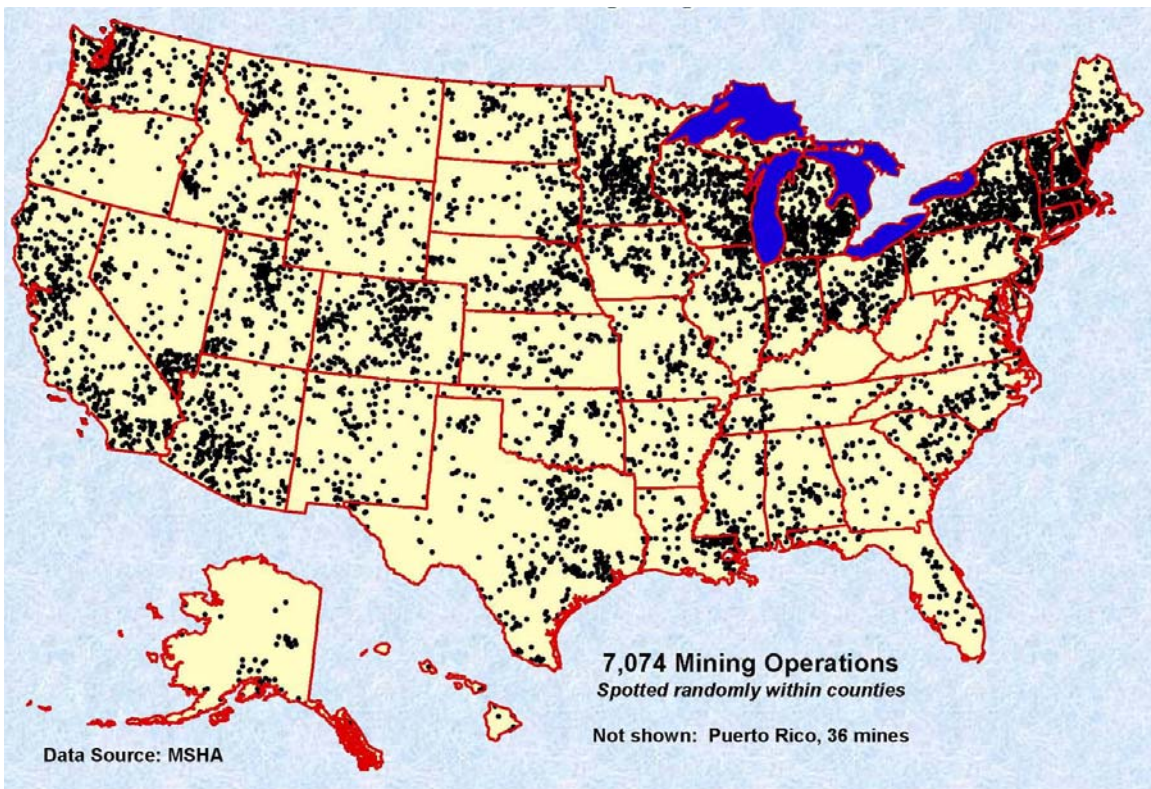 7,074 Mining Operations
Spotted randomly within counties
Not shown: Puerto Rico, 36 mines
Data Source: MSHA